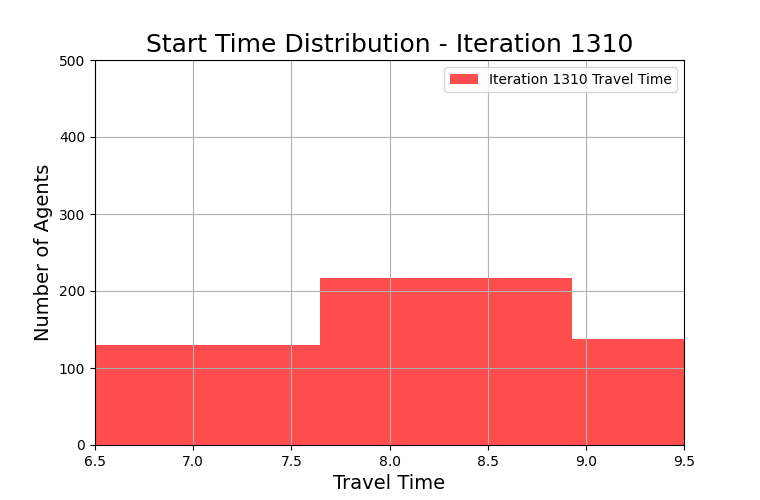 Start Time Distribution - Iteration 1310
Iteration 1310 Travel Time
Number of Agents
500
400
300
200
100
0
6.5 7.0 7.5 8.0 8.5 9.0 9.5
Travel Time